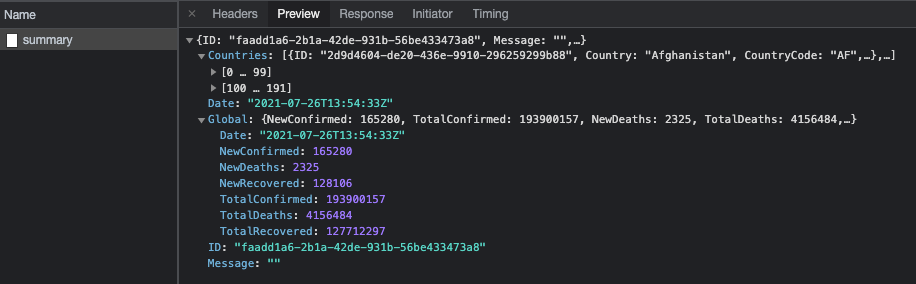 Name
× Headers Preview Response Initiator Timing
summary
▼{ID: "faadd1a6-2b1a-42de-931b-56be433473a8", Message: "",…}
▼Countries: [{ID: "2d9d4604-de20-436e-9910-296259299b88", Country: "Afghanistan", CountryCode: "AF",…},…]
▶[0 … 99]
▶[100 … 191]
Date: "2021-07-26T13:54:33Z"
▼Global: {NewConfirmed: 165280, TotalConfirmed: 193900157, NewDeaths: 2325, TotalDeaths: 4156484,…}
Date: "2021-07-26T13:54:33Z"
NewConfirmed: 165280
NewDeaths: 2325
NewRecovered: 128106
TotalConfirmed: 193900157
TotalDeaths: 4156484
TotalRecovered: 127712297
ID: "faadd1a6-2b1a-42de-931b-56be433473a8"
Message: ""